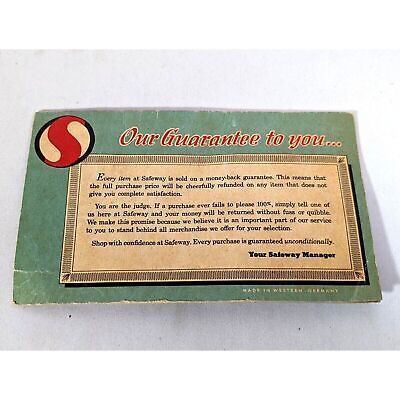 Our Guarantee to you...
Every item at Safeway is sold on a money-back guarantee. This means that
the full purchase price will be cheerfully refunded on any item that does not
give you complete satisfaction.
You are the judge. If a purchase ever fails to please 100%, simply tell one of
us here at Safeway and your money will be returned without fuss or quibble.
We make this promise because we believe it is an important part of our service
to you to stand behind all merchandise we offer for your selection.
Shop with confidence at Safeway. Every purchase is guaranteed unconditionally.
Your Safeway Manager
MADE IN WESTERN-GERMANY